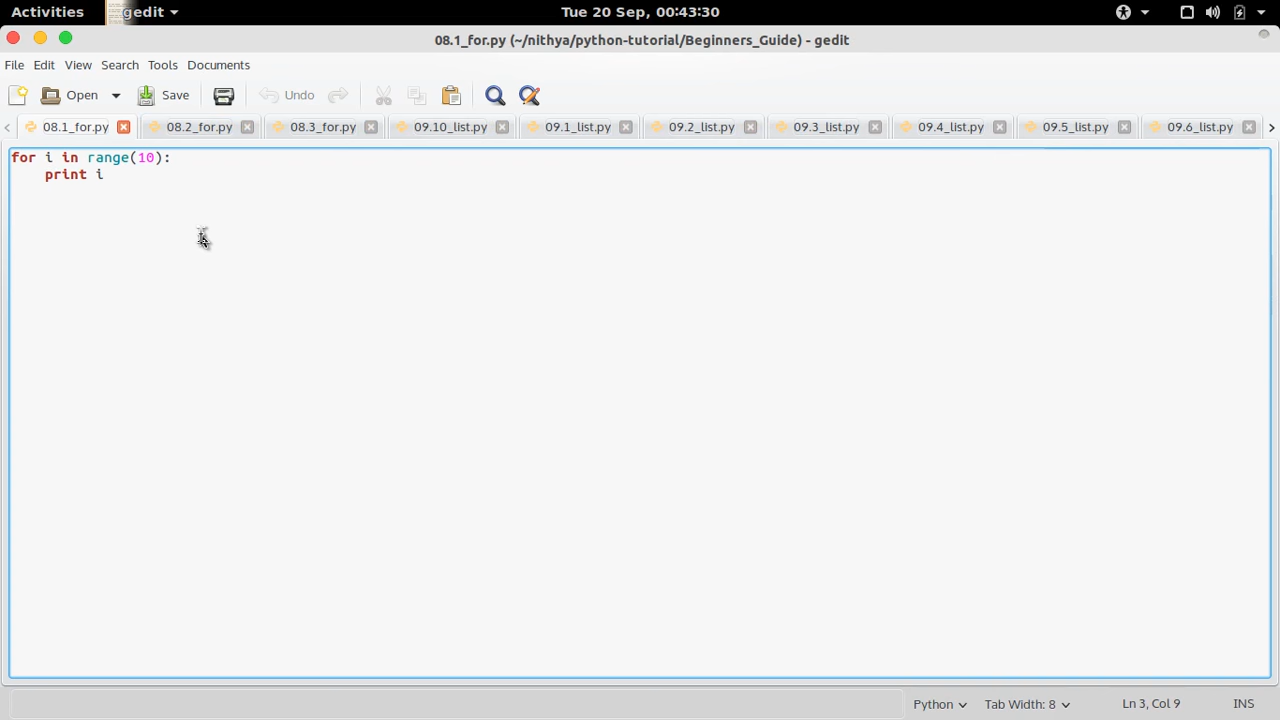 Activities gedit Tue 20 Sep, 00:43:30
08.1_for.py (~/nithya/python-tutorial/Beginners_Guide) - gedit
File Edit View Search Tools Documents
Open Save Undo
08.1_for.py 08.2_for.py 08.3_for.py 09.10_list.py 09.1_list.py 09.2_list.py 09.3_list.py 09.4_list.py 09.5_list.py 09.6_list.py
for i in range(10):
    print i
Python Tab Width: 8 Ln 3, Col 9 INS